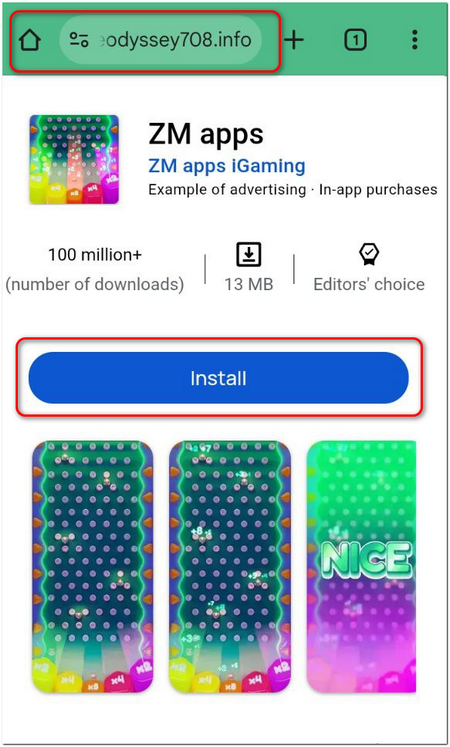 odyssey708.info
1
ZM apps
ZM apps iGaming
Example of advertising · In-app purchases
100 million+
(number of downloads)
13 MB
Editors' choice
Install
NICE